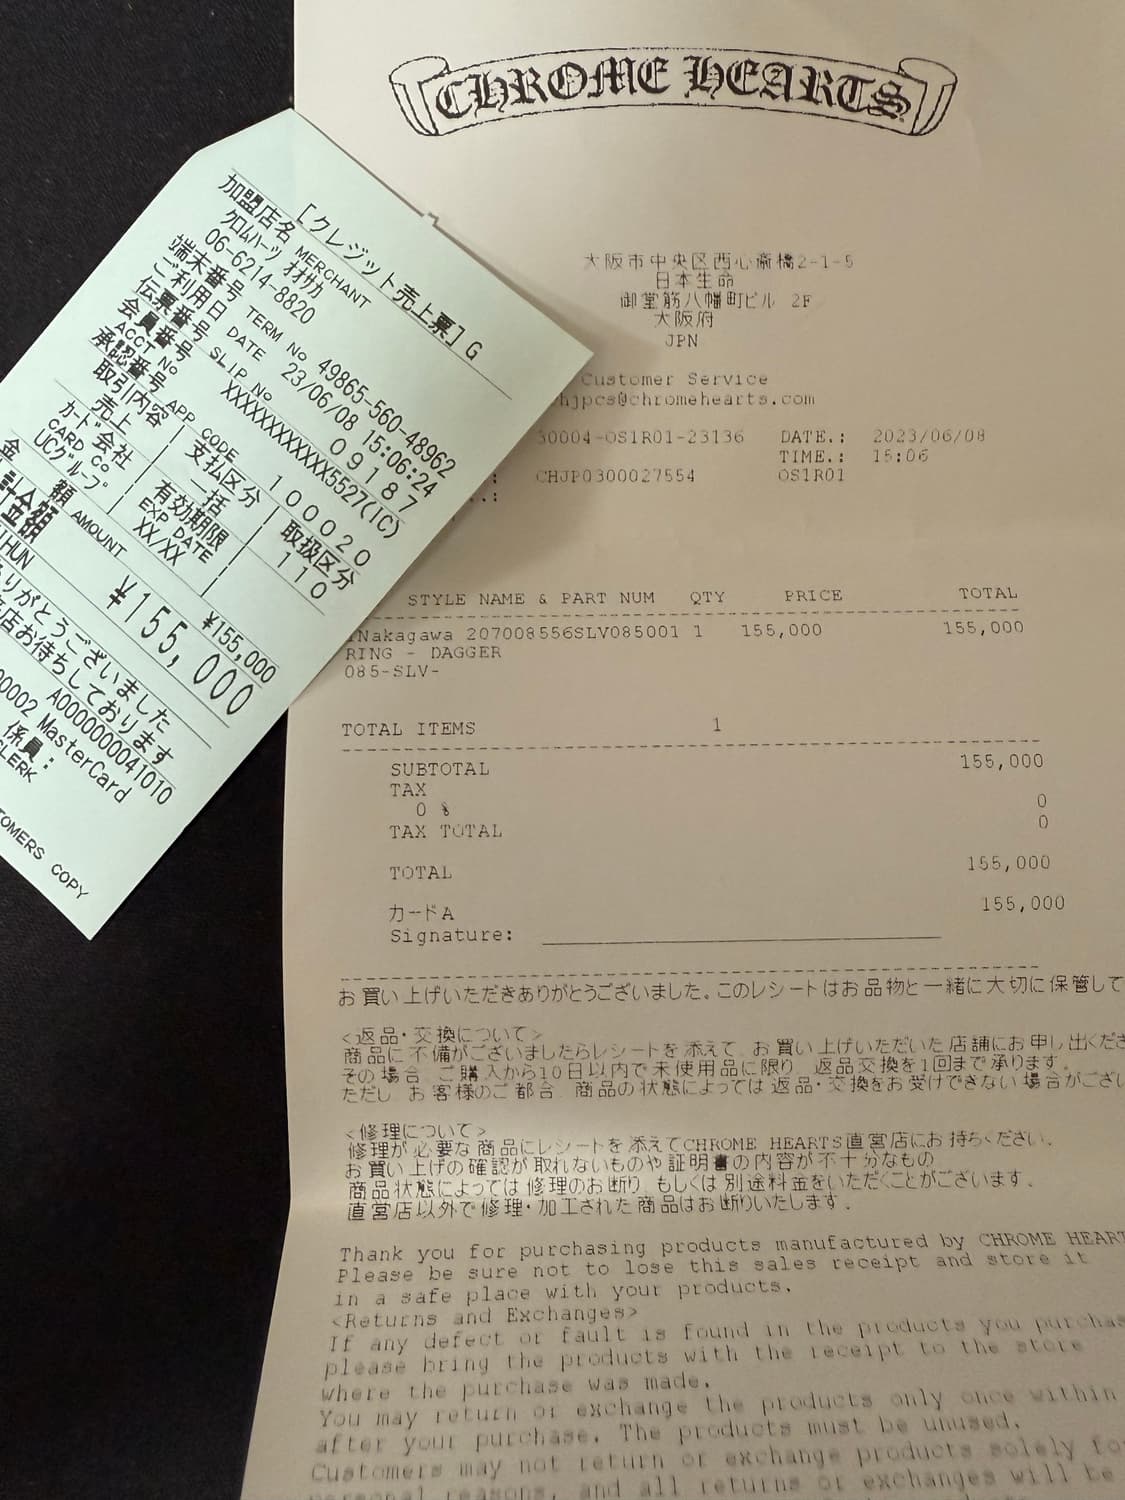 CHROME HEARTS
大阪市中央区西心斎橋2-1-5
日本生命
御堂筋八幡町ビル 2F
大阪府
JPN
Customer Service
hjpcs@chromehearts.com
30004-OS1R01-23136 DATE.: 2023/06/08
TIME.: 15:06
: CHJP0300027554 OS1R01
.:
STYLE NAME & PART NUM QTY PRICE TOTAL
Nakagawa 207008556SLV085001 1 155,000 155,000
RING - DAGGER
085-SLV-
TOTAL ITEMS 1
SUBTOTAL 155,000
TAX
0 % 0
TAX TOTAL 0
TOTAL 155,000
カードA 155,000
Signature:
お買い上げいただきありがとうございました。このレシートはお品物と一緒に大切に保管して
<返品・交換について>
商品に不備がございましたらレシートを添えて、お買い上げいただいた店舗にお申し出くださ
その場合、ご購入から10日以内で未使用品に限り、返品交換を1回まで承ります。
ただし、お客様のご都合、商品の状態によっては返品・交換をお受けできない場合がござい
<修理について>
修理が必要な商品にレシートを添えてCHROME HEARTS直営店にお持ちください。
お買い上げの確認が取れないものや証明書の内容が不十分なもの、
商品状態によっては修理のお断り、もしくは別途料金をいただくことがございます。
直営店以外で修理・加工された商品はお断りいたします。
Thank you for purchasing products manufactured by CHROME HEART
Please be sure not to lose this sales receipt and store it
in a safe place with your products.
<Returns and Exchanges>
If any defect or fault is found in the products you purchas
please bring the products with the receipt to the store
where the purchase was made.
You may return or exchange the products only once within
after your purchase. The products must be unused.
Customers may not return or exchange products solely fo
personal reasons, and all returns or exchanges will be
[クレジット売上票] G
加盟店名 MERCHANT
クロムハーツ オオサカ
06-6214-8820
端末番号 TERM No 49865-560-48962
ご利用日 DATE 23/06/08 15:06:24
伝票番号 SLIP No 09187
会員番号 XXXXXXXXXXXX5527(IC)
ACCT No
承認番号 APP CODE 100020
取引内容 支払区分 取扱区分
売上 一括 110
カード会社 有効期限
CARD CO EXP DATE
UCグループ XX/XX
金 額 AMOUNT ¥155,000
計金額 ¥155,000
HUN
りがとうございました
店お待ちしております
A0000000041010
0002 MasterCard
係員:
CLERK
TOMERS COPY